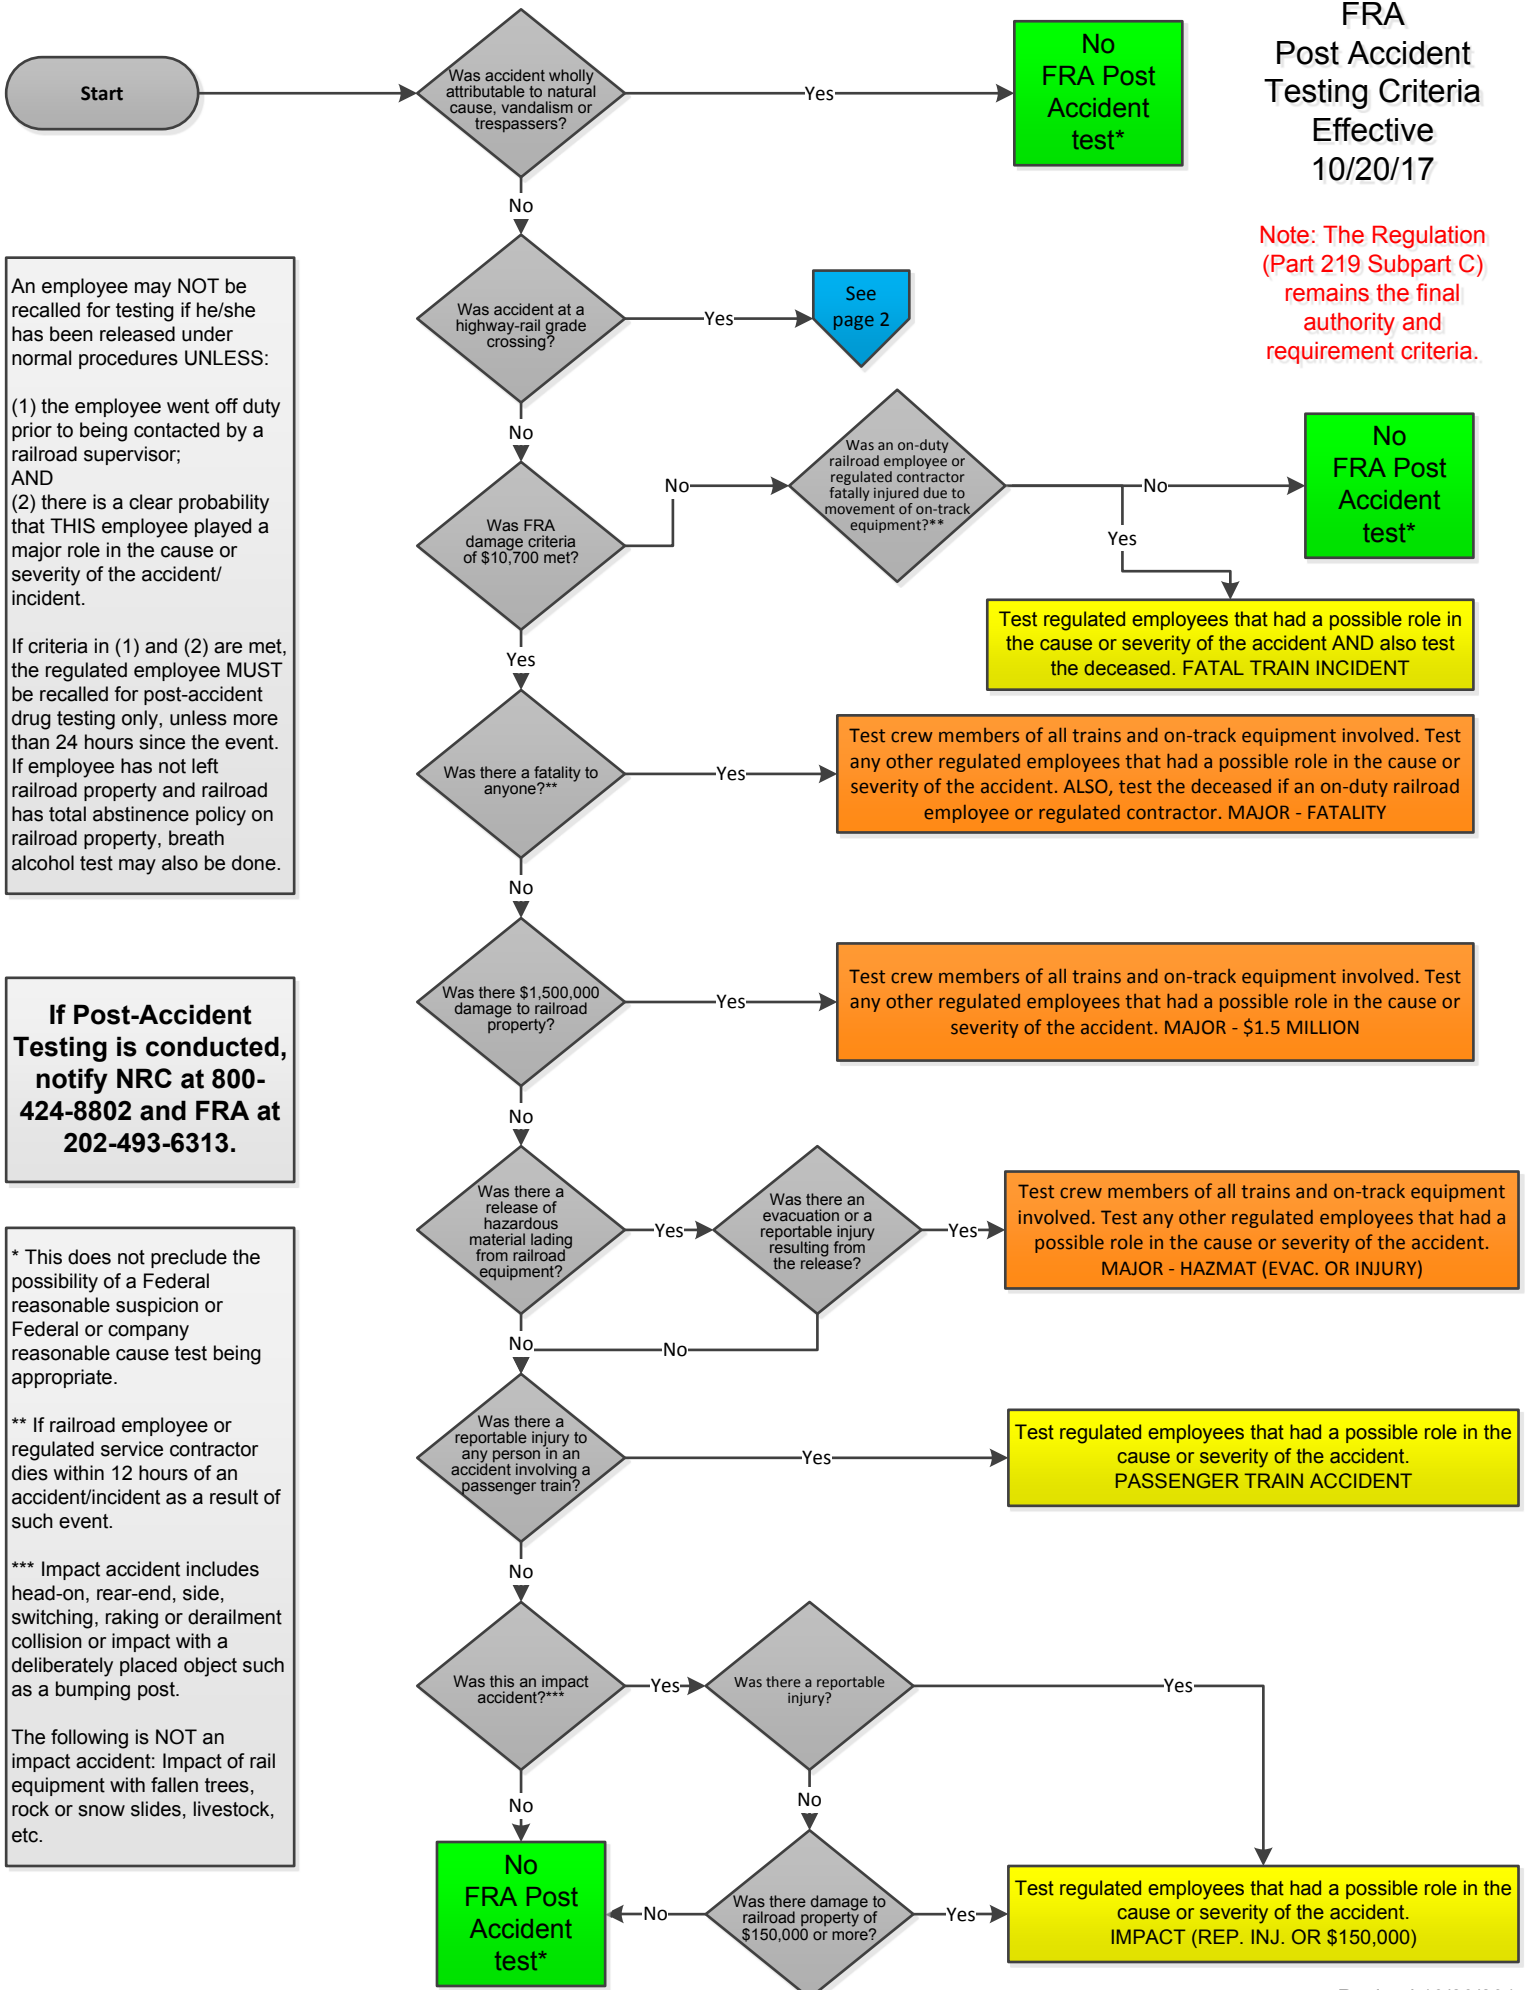 FRA
Post Accident
Testing Criteria
Effective
10/20/17
Note: The Regulation
(Part 219 Subpart C)
remains the final
authority and
requirement criteria.
Start
Was accident wholly
attributable to natural
cause, vandalism or
trespassers?
Yes
No
FRA Post
Accident
test*
No
Was accident at a
highway-rail grade
crossing?
Yes
See
page 2
No
Was FRA
damage criteria
of $10,700 met?
No
Was an on-duty
railroad employee or
regulated contractor
fatally injured due to
movement of on-track
equipment?**
No
No
FRA Post
Accident
test*
Yes
Test regulated employees that had a possible role in
the cause or severity of the accident AND also test
the deceased. FATAL TRAIN INCIDENT
Yes
Was there a fatality to
anyone?**
Yes
Test crew members of all trains and on-track equipment involved. Test
any other regulated employees that had a possible role in the cause or
severity of the accident. ALSO, test the deceased if an on-duty railroad
employee or regulated contractor. MAJOR - FATALITY
No
Was there $1,500,000
damage to railroad
property?
Yes
Test crew members of all trains and on-track equipment involved. Test
any other regulated employees that had a possible role in the cause or
severity of the accident. MAJOR - $1.5 MILLION
No
Was there a
release of
hazardous
material lading
from railroad
equipment?
Yes
Was there an
evacuation or a
reportable injury
resulting from
the release?
Yes
Test crew members of all trains and on-track equipment
involved. Test any other regulated employees that had a
possible role in the cause or severity of the accident.
MAJOR - HAZMAT (EVAC. OR INJURY)
No
No
Was there a
reportable injury to
any person in an
accident involving a
passenger train?
Yes
Test regulated employees that had a possible role in the
cause or severity of the accident.
PASSENGER TRAIN ACCIDENT
No
Was this an impact
accident?***
Yes
Was there a reportable
injury?
Yes
No
No
No
FRA Post
Accident
test*
No
Was there damage to
railroad property of
$150,000 or more?
Yes
Test regulated employees that had a possible role in the
cause or severity of the accident.
IMPACT (REP. INJ. OR $150,000)
An employee may NOT be
recalled for testing if he/she
has been released under
normal procedures UNLESS:
(1) the employee went off duty
prior to being contacted by a
railroad supervisor;
AND
(2) there is a clear probability
that THIS employee played a
major role in the cause or
severity of the accident/
incident.
If criteria in (1) and (2) are met,
the regulated employee MUST
be recalled for post-accident
drug testing only, unless more
than 24 hours since the event.
If employee has not left
railroad property and railroad
has total abstinence policy on
railroad property, breath
alcohol test may also be done.
If Post-Accident
Testing is conducted,
notify NRC at 800-
424-8802 and FRA at
202-493-6313.
* This does not preclude the
possibility of a Federal
reasonable suspicion or
Federal or company
reasonable cause test being
appropriate.
** If railroad employee or
regulated service contractor
dies within 12 hours of an
accident/incident as a result of
such event.
*** Impact accident includes
head-on, rear-end, side,
switching, raking or derailment
collision or impact with a
deliberately placed object such
as a bumping post.
The following is NOT an
impact accident: Impact of rail
equipment with fallen trees,
rock or snow slides, livestock,
etc.